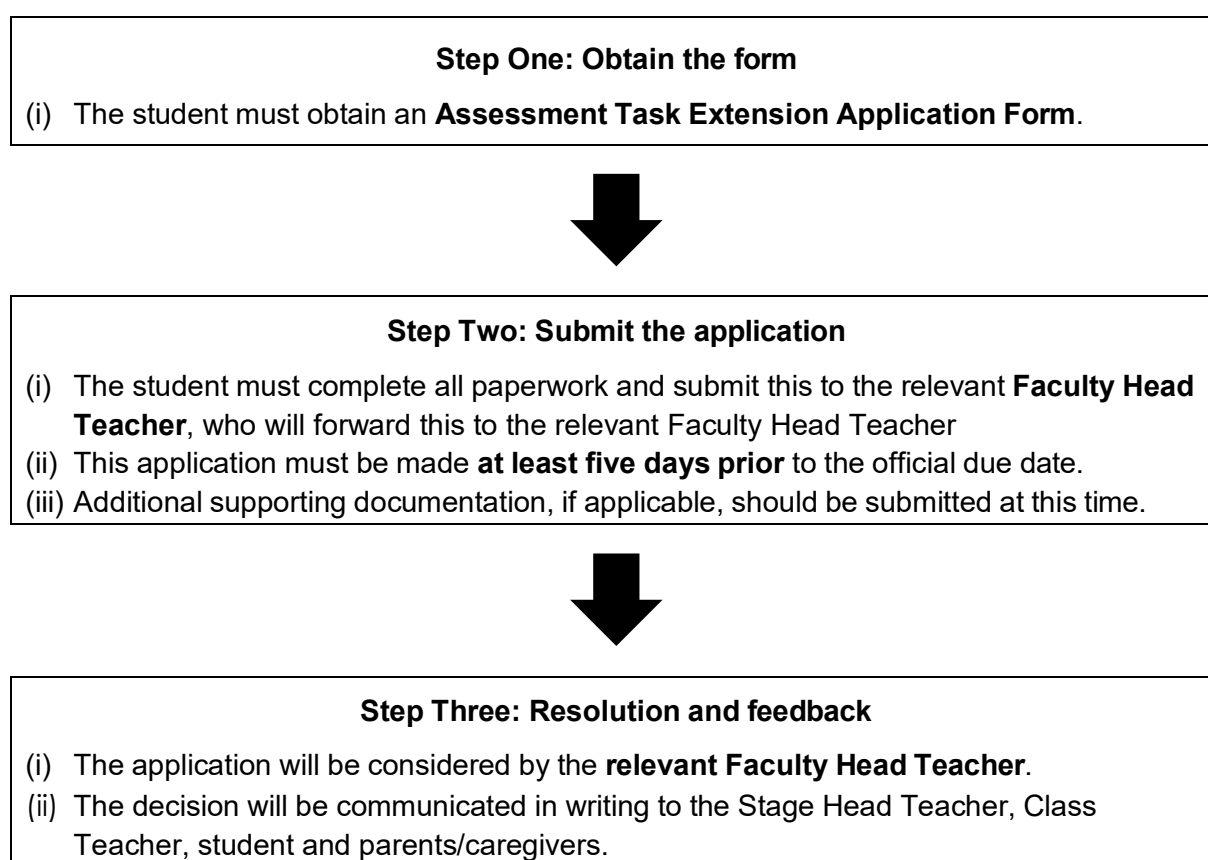 Step One: Obtain the form
(i) The student must obtain an Assessment Task Extension Application Form.
Step Two: Submit the application
(i) The student must complete all paperwork and submit this to the relevant Faculty Head
Teacher, who will forward this to the relevant Faculty Head Teacher
(ii) This application must be made at least five days prior to the official due date.
(iii) Additional supporting documentation, if applicable, should be submitted at this time.
Step Three: Resolution and feedback
(i) The application will be considered by the relevant Faculty Head Teacher.
(ii) The decision will be communicated in writing to the Stage Head Teacher, Class
Teacher, student and parents/caregivers.